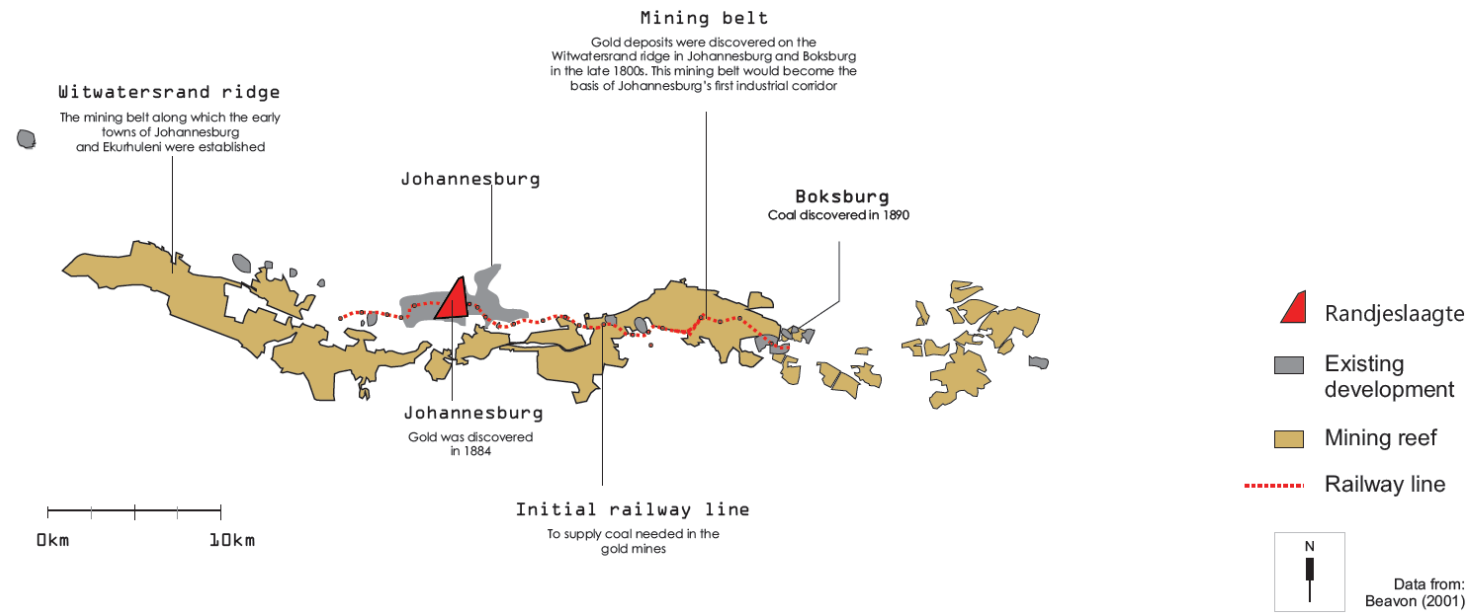 Mining belt
Gold deposits were discovered on the
Witwatersrand ridge in Johannesburg and Boksburg
in the late 1800s. This mining belt would become the
basis of Johannesburg's first industrial corridor
Witwatersrand ridge
The mining belt along which the early
towns of Johannesburg
and Ekurhuleni were established
Johannesburg
Boksburg
Coal discovered in 1890
Johannesburg
Gold was discovered
in 1884
Initial railway line
To supply coal needed in the
gold mines
0km
10km
Randjeslaagte
Existing
development
Mining reef
Railway line
N
Data from:
Beavon (2001)